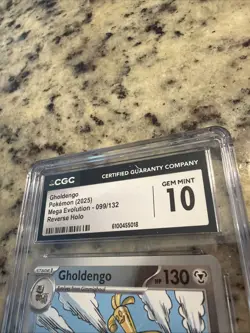 CGC
CERTIFIED GUARANTY COMPANY
Gholdengo
Pokémon (2025)
Mega Evolution - 099/132
Reverse Holo
GEM MINT
10
6100455018
Gholdengo
HP 130